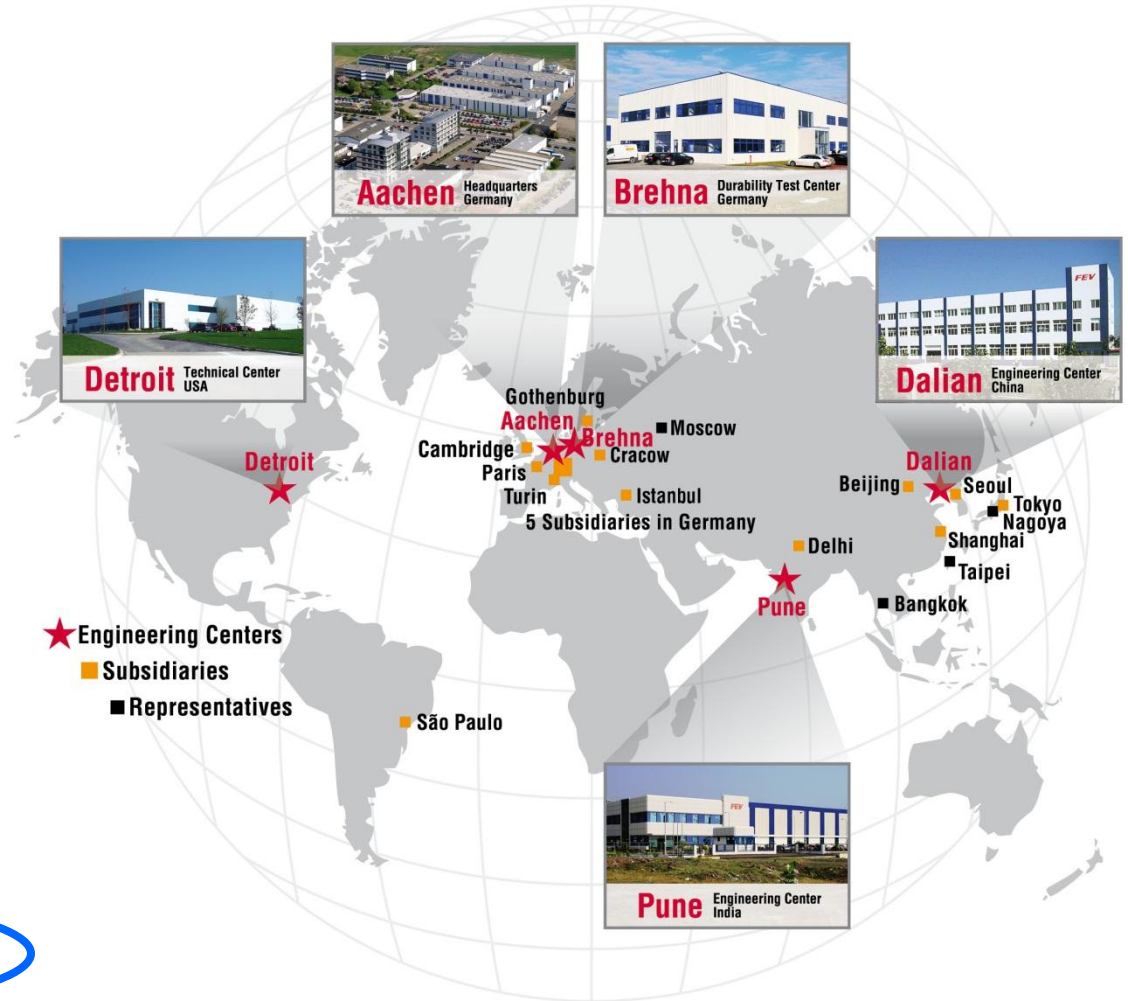 Aachen Headquarters
Germany
Brehna Durability Test Center
Germany
Detroit Technical Center
USA
FEV
Dalian Engineering Center
China
Gothenburg
Aachen
Brehna
Moscow
Cambridge
Cracow
Detroit
Paris
Dalian
Turin
Istanbul
Beijing
Seoul
5 Subsidiaries in Germany
Tokyo
Nagoya
Delhi
Shanghai
Taipei
Pune
Bangkok
Engineering Centers
Subsidiaries
Representatives
São Paulo
FEV
Pune Engineering Center
India